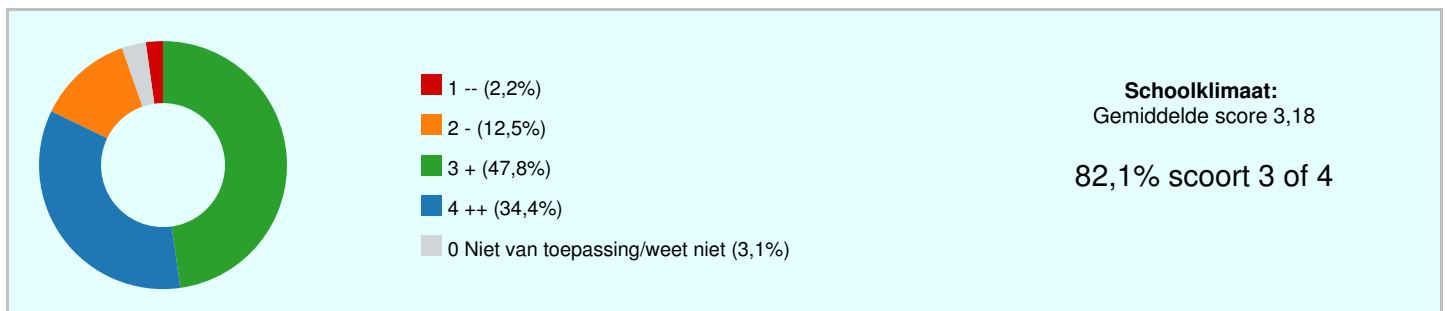 1 -- (2,2%)
2 - (12,5%)
3 + (47,8%)
4 ++ (34,4%)
0 Niet van toepassing/weet niet (3,1%)
Schoolklimaat:
Gemiddelde score 3,18
82,1% scoort 3 of 4